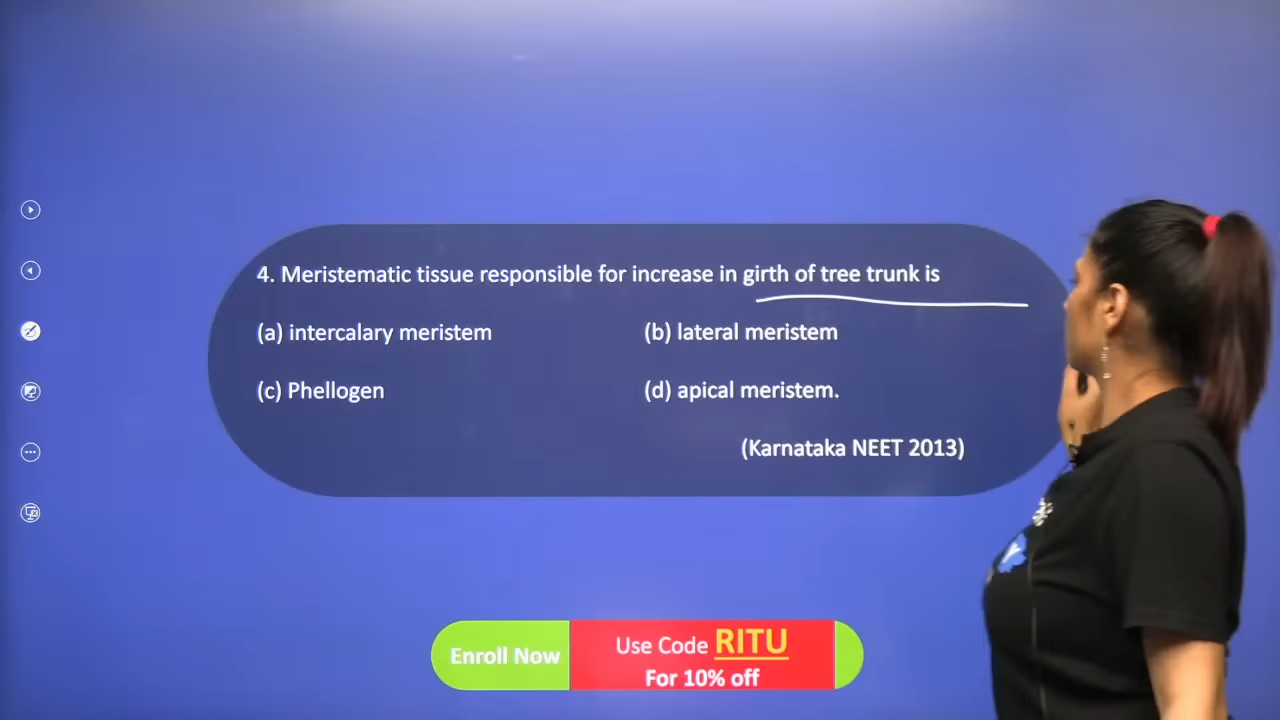 4. Meristematic tissue responsible for increase in girth of tree trunk is
(a) intercalary meristem
(b) lateral meristem
(c) Phellogen
(d) apical meristem.
(Karnataka NEET 2013)
Enroll Now
Use Code RITU
For 10% off